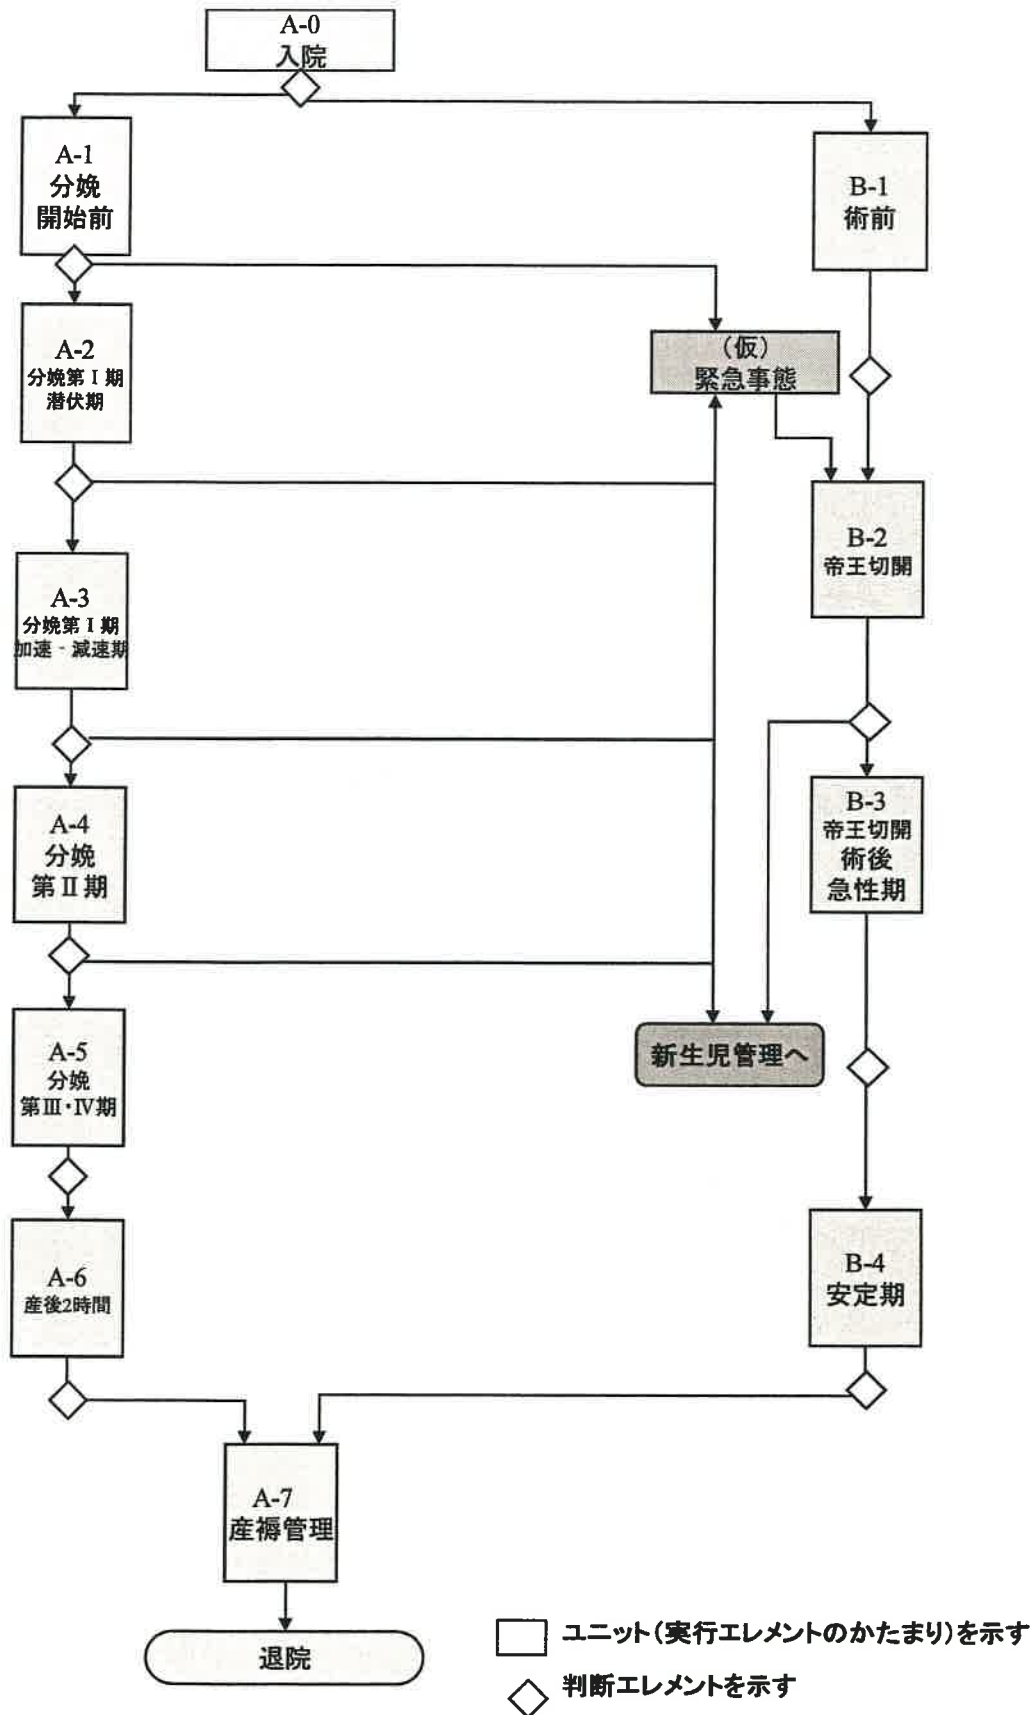 A-0
入院
A-1
分娩
開始前
B-1
術前
A-2
分娩第Ⅰ期
潜伏期
（仮）
緊急事態
B-2
帝王切開
A-3
分娩第Ⅰ期
加速‐減速期
A-4
分娩
第Ⅱ期
B-3
帝王切開
術後
急性期
A-5
分娩
第Ⅲ・Ⅳ期
新生児管理へ
A-6
産後2時間
B-4
安定期
A-7
産褥管理
退院
ユニット（実行エレメントのかたまり）を示す
判断エレメントを示す